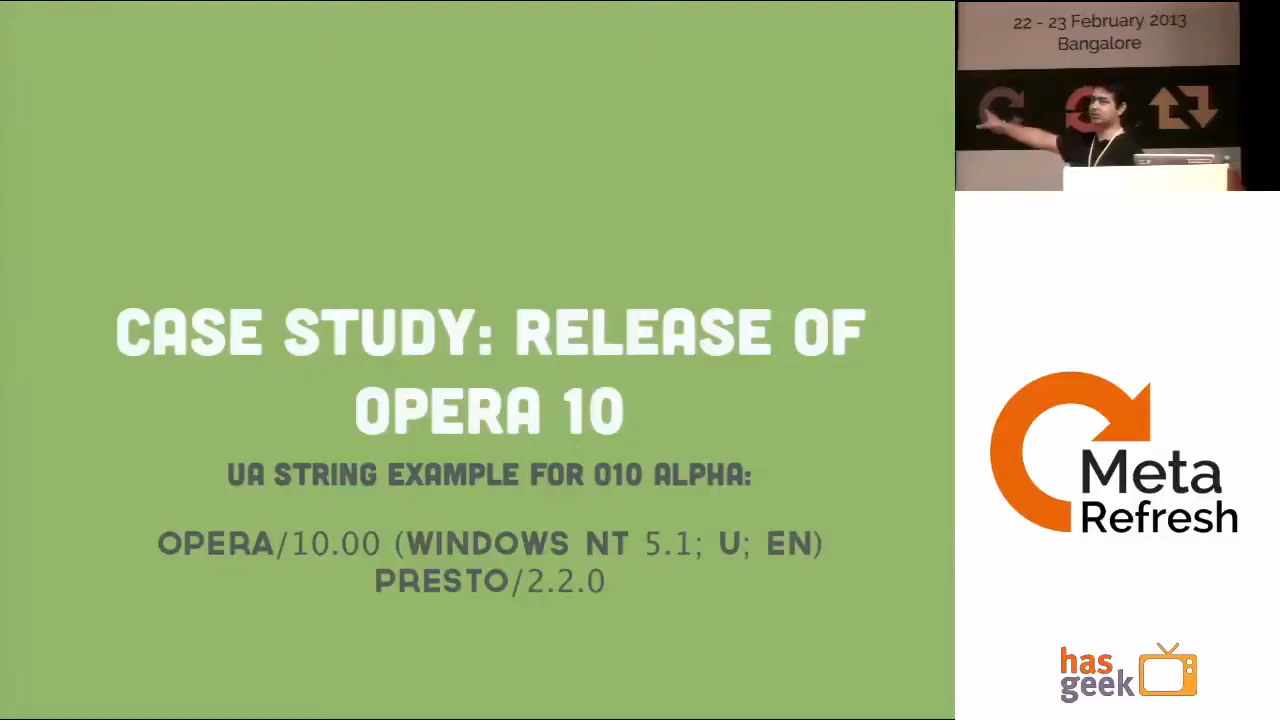 CASE STUDY: RELEASE OF
OPERA 10
UA STRING EXAMPLE FOR O10 ALPHA:
OPERA/10.00 (WINDOWS NT 5.1; U; EN)
PRESTO/2.2.0
22 - 23 February 2013
Bangalore
Meta
Refresh
has
geek